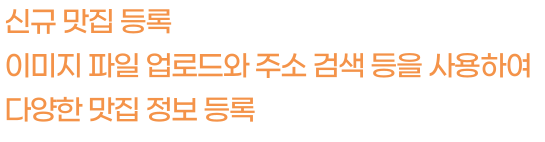 신규 맛집 등록
이미지 파일 업로드와 주소 검색 등을 사용하여
다양한 맛집 정보 등록